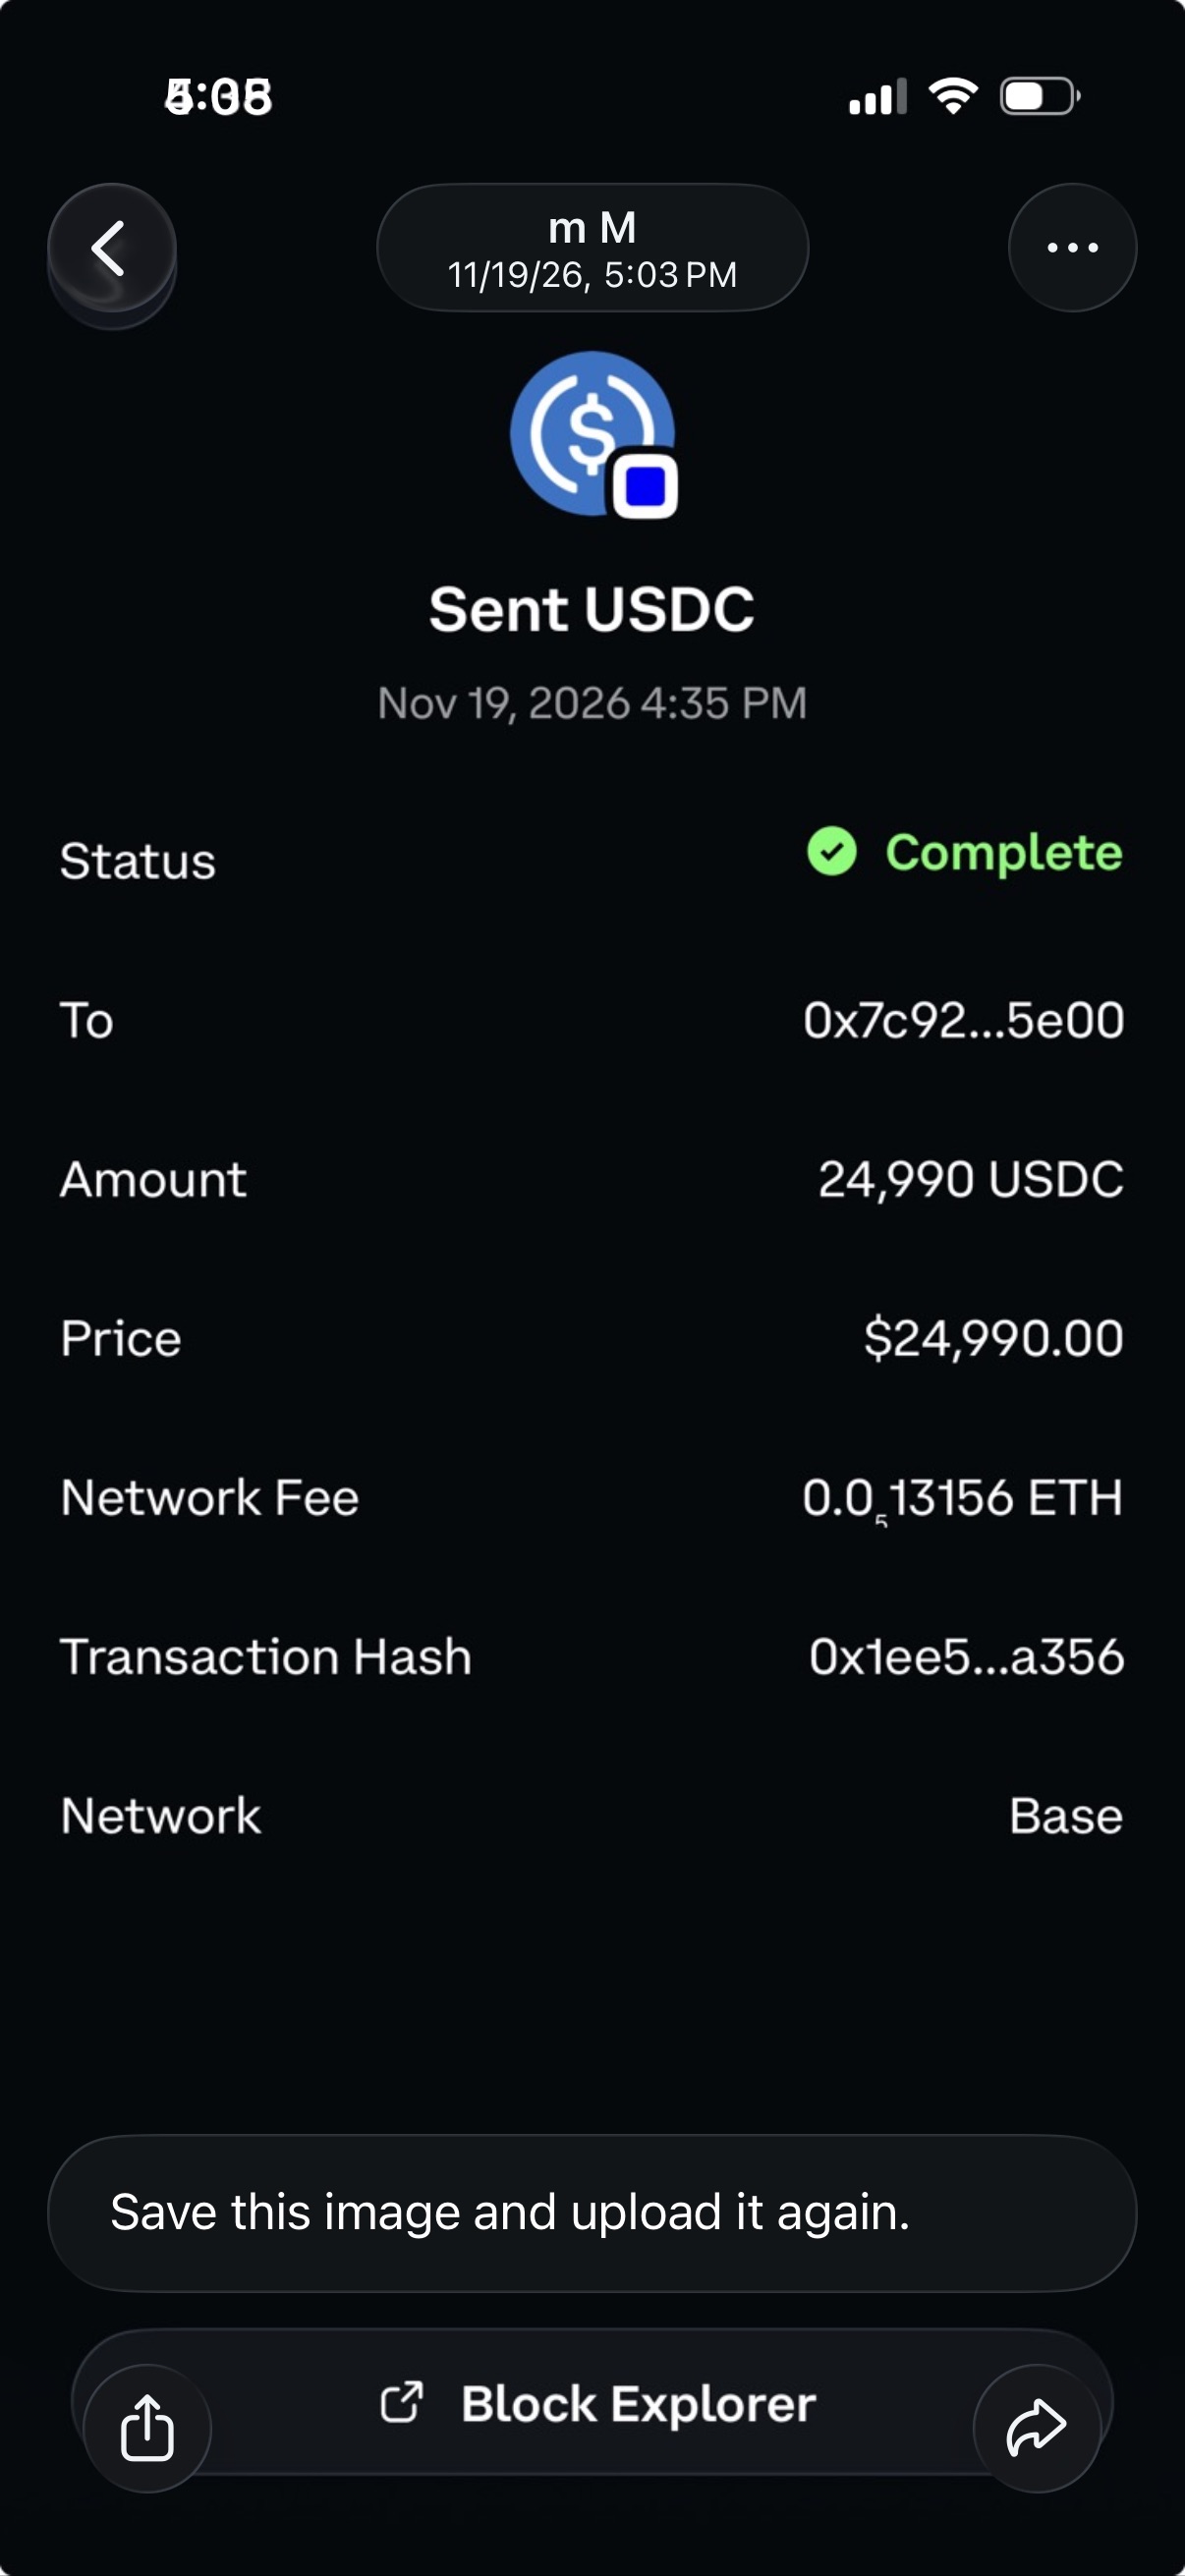 m M
11/19/26, 5:03 PM
Sent USDC
Nov 19, 2026 4:35 PM
Status Complete
To 0x7c92...5e00
Amount 24,990 USDC
Price $24,990.00
Network Fee 0.0₅13156 ETH
Transaction Hash 0x1ee5...a356
Network Base
Save this image and upload it again.
Block Explorer